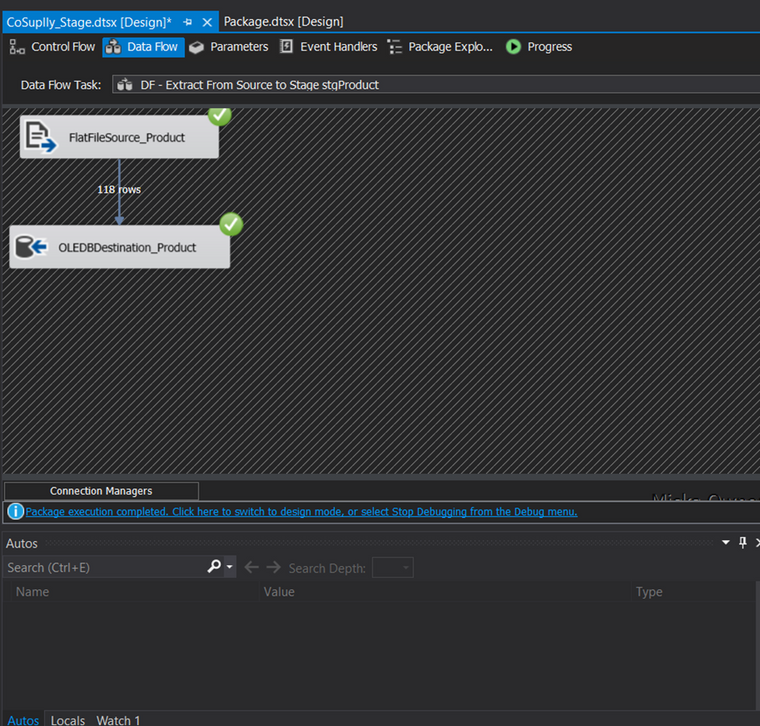 CoSuplly_Stage.dtsx [Design]* Package.dtsx [Design]
Control Flow Data Flow Parameters Event Handlers Package Explo... Progress
Data Flow Task: DF - Extract From Source to Stage stgProduct
FlatFileSource_Product
118 rows
OLEDBDestination_Product
Connection Managers
Package execution completed. Click here to switch to design mode, or select Stop Debugging from the Debug menu.
Autos
Search (Ctrl+E) Search Depth:
Name Value Type
Autos Locals Watch 1